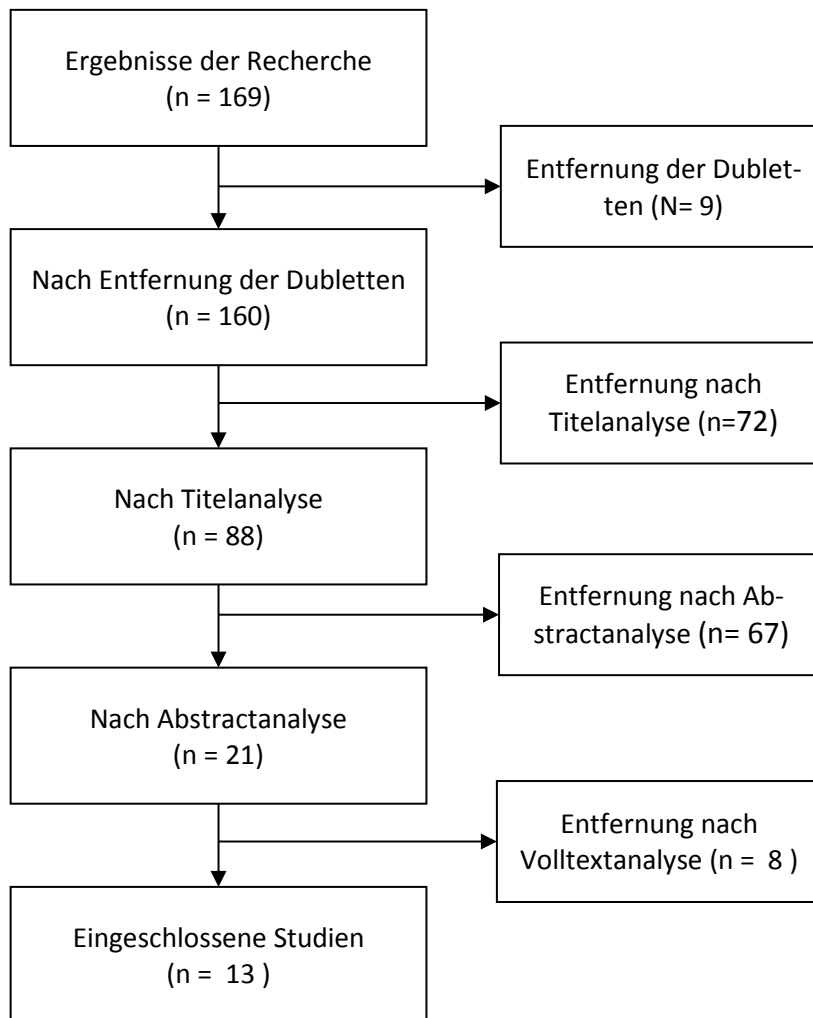 Ergebnisse der Recherche
(n = 169)
Entfernung der Dublet-
ten (N= 9)
Nach Entfernung der Dubletten
(n = 160)
Entfernung nach
Titelanalyse (n=72)
Nach Titelanalyse
(n = 88)
Entfernung nach Ab-
stractanalyse (n= 67)
Nach Abstractanalyse
(n = 21)
Entfernung nach
Volltextanalyse (n =  8 )
Eingeschlossene Studien
(n =  13 )